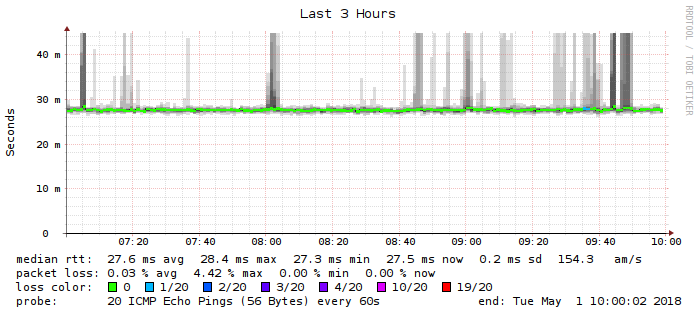 Last 3 Hours
RRDTOOL / TOBI OETIKER
Seconds
40 m
30 m
20 m
10 m
0
07:20 07:40 08:00 08:20 08:40 09:00 09:20 09:40 10:00
median rtt: 27.6 ms avg 28.4 ms max 27.3 ms min 27.5 ms now 0.2 ms sd 154.3 am/s
packet loss: 0.03 % avg 4.42 % max 0.00 % min 0.00 % now
loss color: 0 1/20 2/20 3/20 4/20 10/20 19/20
probe: 20 ICMP Echo Pings (56 Bytes) every 60s end: Tue May 1 10:00:02 2018